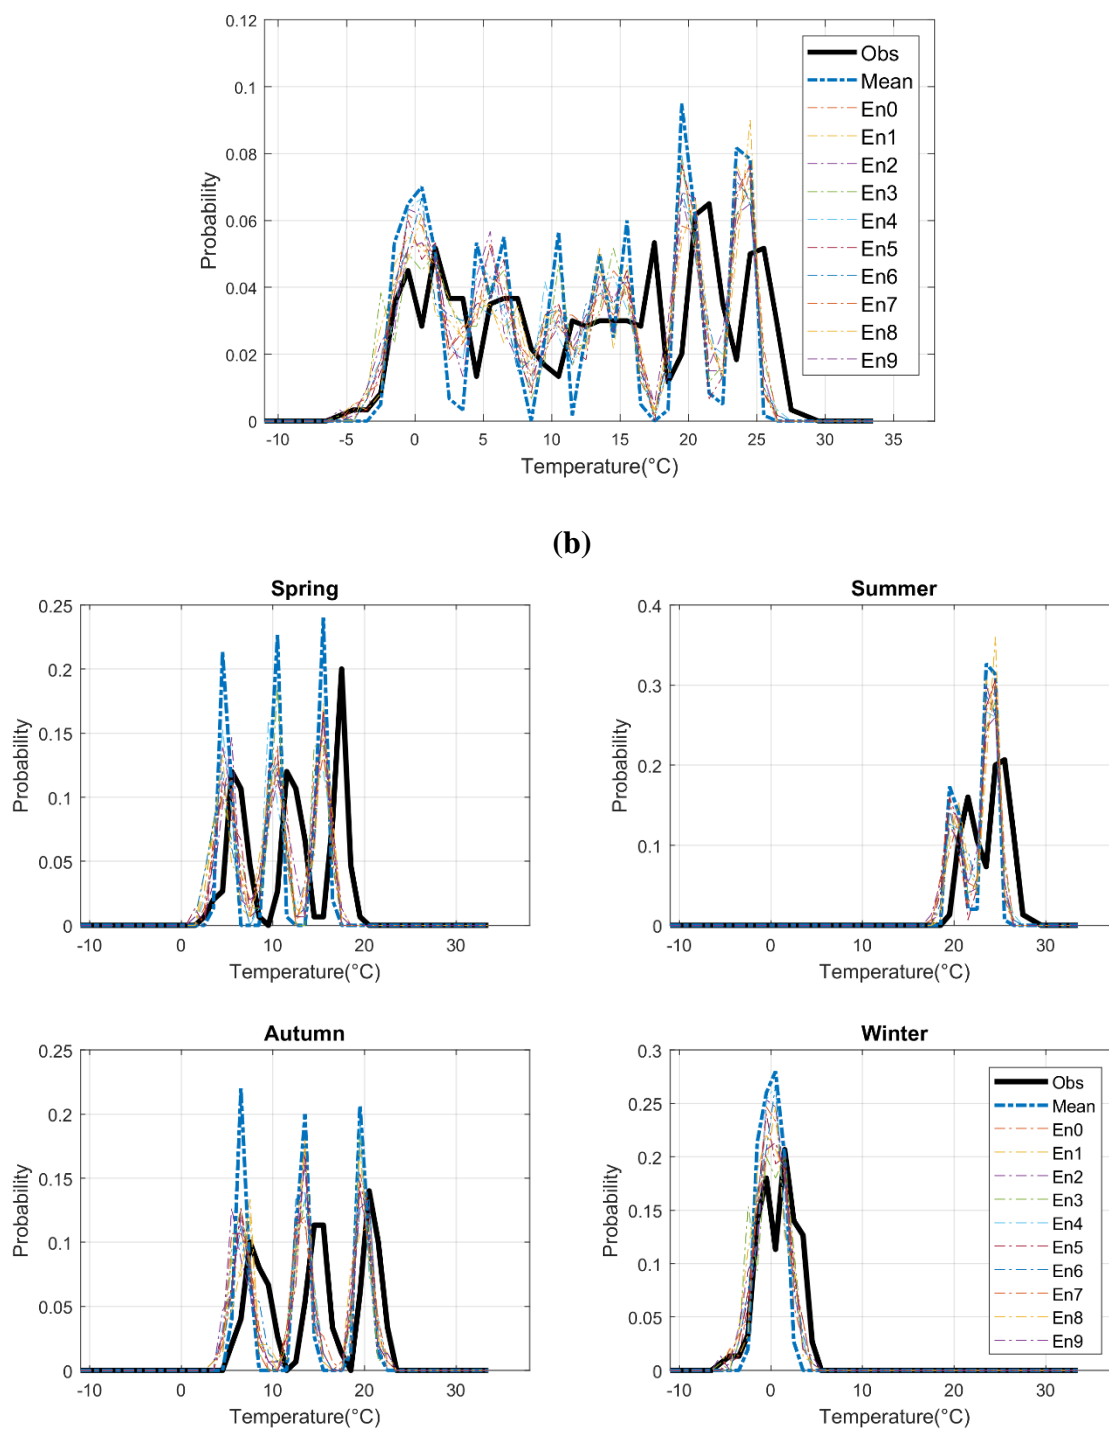 0.12
0.1
0.08
0.06
0.04
0.02
0
Probability
-10 -5 0 5 10 15 20 25 30 35
Temperature(°C)
Obs
Mean
En0
En1
En2
En3
En4
En5
En6
En7
En8
En9
(b)
Spring
0.25
0.2
0.15
0.1
0.05
0
Probability
-10 0 10 20 30
Temperature(°C)
Summer
0.4
0.3
0.2
0.1
0
Probability
-10 0 10 20 30
Temperature(°C)
Autumn
0.25
0.2
0.15
0.1
0.05
0
Probability
-10 0 10 20 30
Temperature(°C)
Winter
0.3
0.25
0.2
0.15
0.1
0.05
0
Probability
-10 0 10 20 30
Temperature(°C)
Obs
Mean
En0
En1
En2
En3
En4
En5
En6
En7
En8
En9